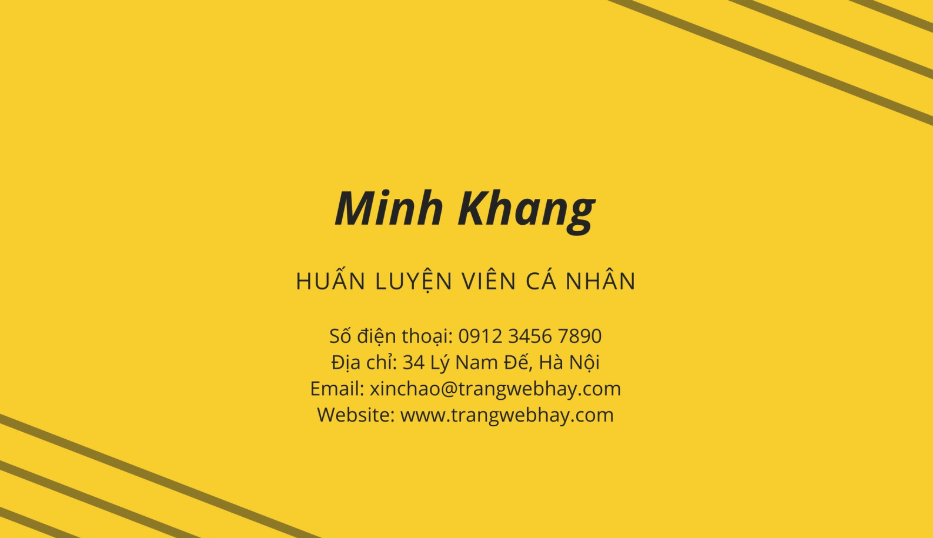 Minh Khang
HUẤN LUYỆN VIÊN CÁ NHÂN
Số điện thoại: 0912 3456 7890
Địa chỉ: 34 Lý Nam Đế, Hà Nội
Email: xinchao@trangwebhay.com
Website: www.trangwebhay.com